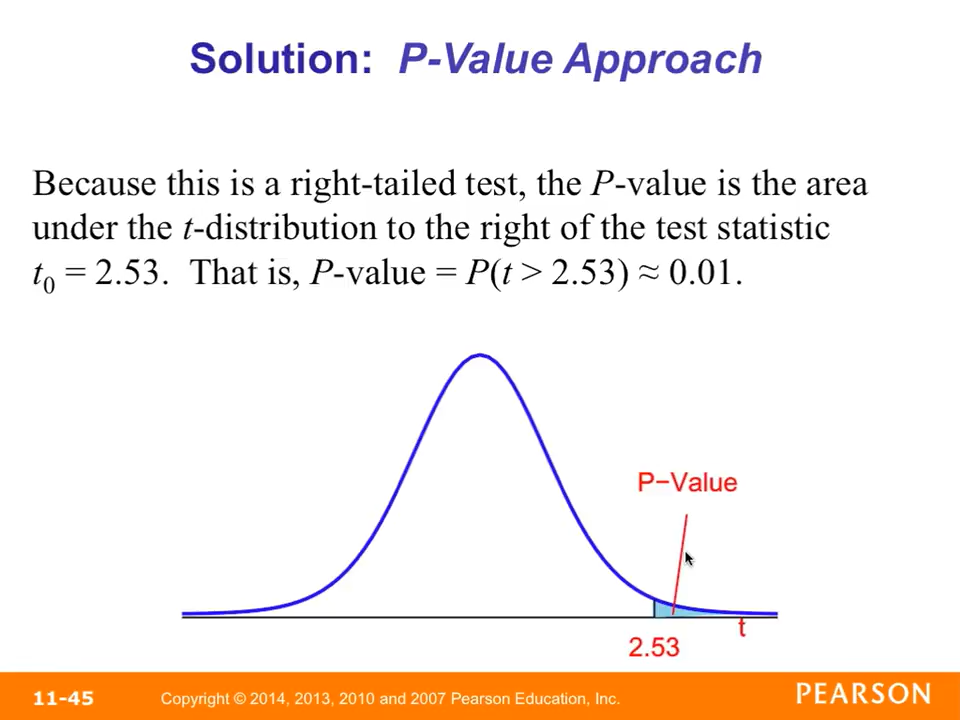 Solution: P-Value Approach
Because this is a right-tailed test, the P-value is the area
under the t-distribution to the right of the test statistic
t₀ = 2.53. That is, P-value = P(t > 2.53) ≈ 0.01.
P−Value
t
2.53
11-45
Copyright © 2014, 2013, 2010 and 2007 Pearson Education, Inc.
PEARSON